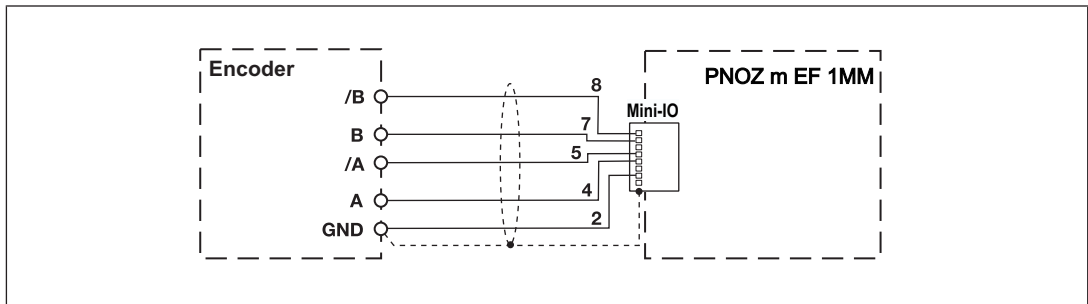 Encoder
PNOZ m EF 1MM
/B
8
Mini-IO
B
7
/A
5
A
4
GND
2